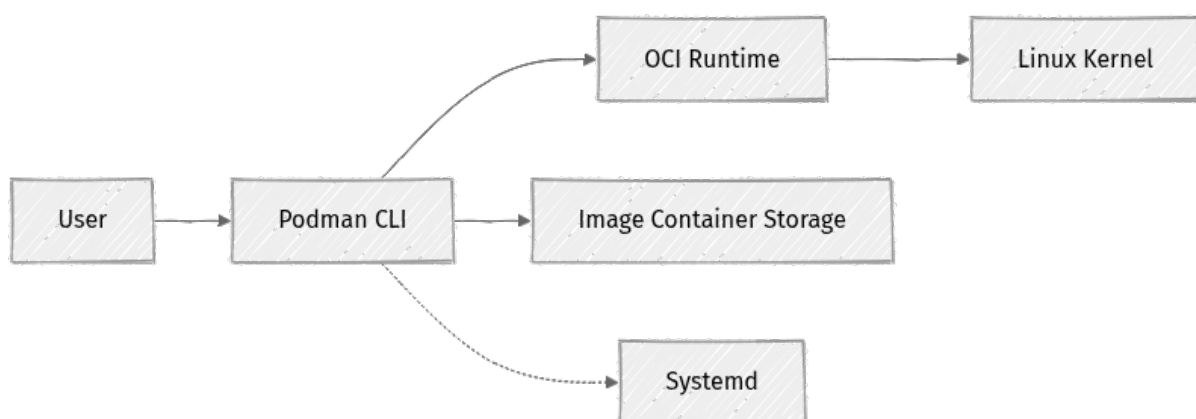 OCI Runtime
Linux Kernel
User
Podman CLI
Image Container Storage
Systemd